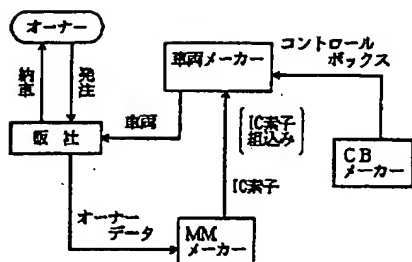 オーナー
納車
発注
コントロール
ボックス
車両メーカー
車両
販社
IC素子
組込み
CB
メーカー
IC素子
オーナー
データ
MM
メーカー